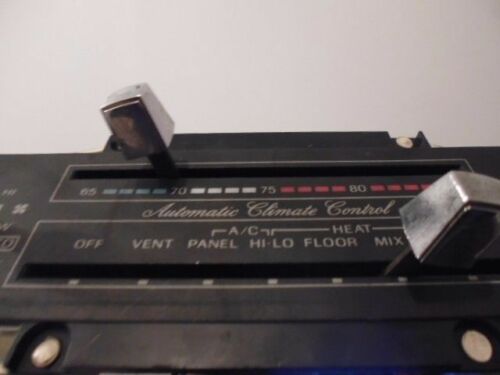 65 70 75 80
Automatic Climate Control
A/C HEAT
OFF VENT PANEL HI-LO FLOOR MIX